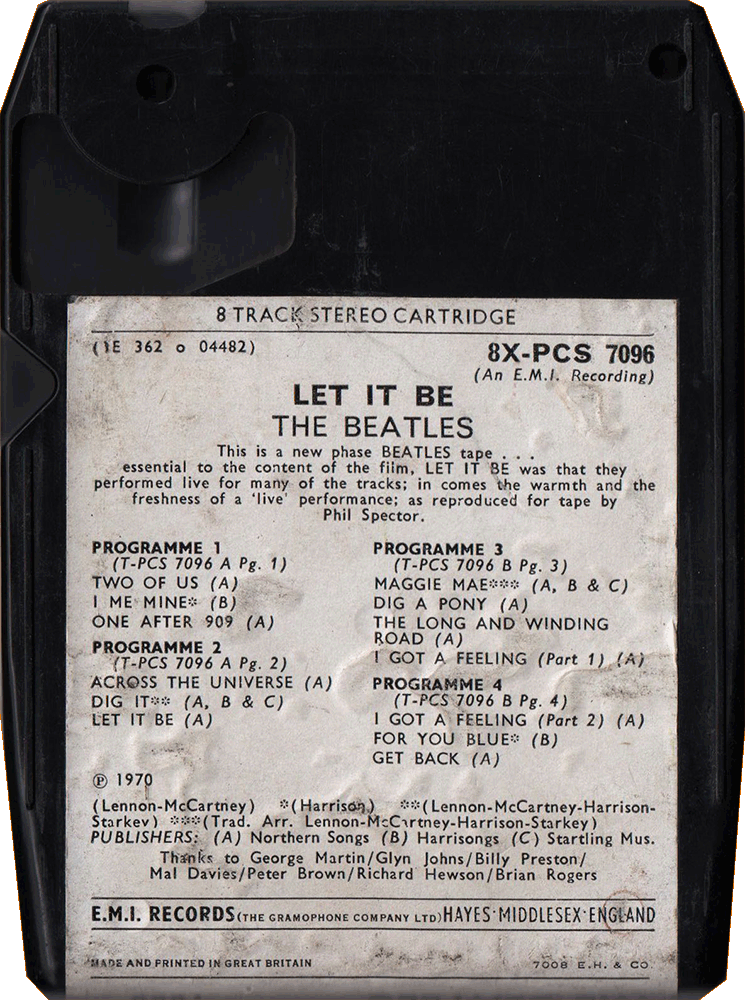 8 TRACK STEREO CARTRIDGE
(1E 362 o 04482)
8X-PCS 7096
(An E.M.I. Recording)
LET IT BE
THE BEATLES
This is a new phase BEATLES tape . . .
essential to the content of the film, LET IT BE was that they
performed live for many of the tracks; in comes the warmth and the
freshness of a 'live' performance; as reproduced for tape by
Phil Spector.
PROGRAMME 1
(T-PCS 7096 A Pg. 1)
TWO OF US (A)
I ME MINE* (B)
ONE AFTER 909 (A)
PROGRAMME 2
(T-PCS 7096 A Pg. 2)
ACROSS THE UNIVERSE (A)
DIG IT** (A, B & C)
LET IT BE (A)
PROGRAMME 3
(T-PCS 7096 B Pg. 3)
MAGGIE MAE*** (A, B & C)
DIG A PONY (A)
THE LONG AND WINDING
ROAD (A)
I GOT A FEELING (Part 1) (A)
PROGRAMME 4
(T-PCS 7096 B Pg. 4)
I GOT A FEELING (Part 2) (A)
FOR YOU BLUE* (B)
GET BACK (A)
℗ 1970
(Lennon-McCartney) *(Harrison) **(Lennon-McCartney-Harrison-
Starkey) ***(Trad. Arr. Lennon-McCartney-Harrison-Starkey)
PUBLISHERS: (A) Northern Songs (B) Harrisongs (C) Startling Mus.
Thanks to George Martin/Glyn Johns/Billy Preston/
Mal Davies/Peter Brown/Richard Hewson/Brian Rogers
E.M.I. RECORDS (THE GRAMOPHONE COMPANY LTD) HAYES·MIDDLESEX·ENGLAND
MADE AND PRINTED IN GREAT BRITAIN
7008 E.H. & CO.